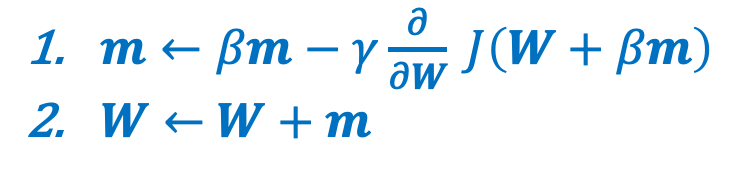 1. m ← βm − γ ∂/∂W J(W + βm)
2. W ← W + m